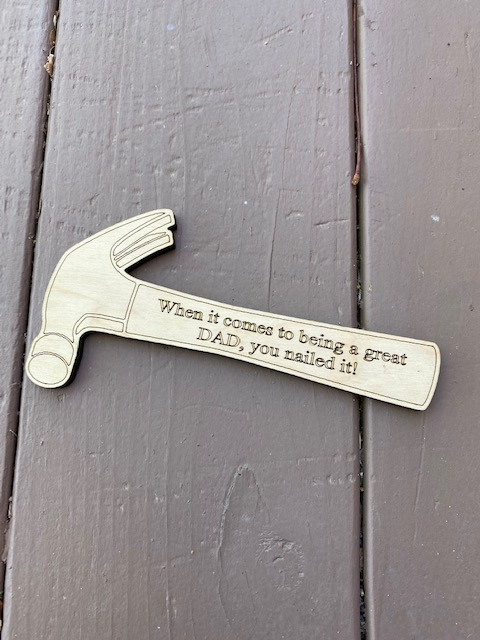 When it comes to being a great
DAD, you nailed it!